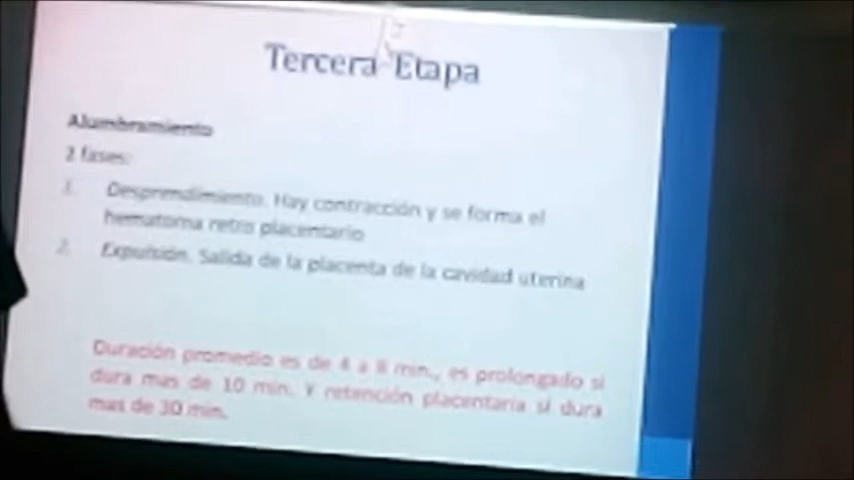 Tercera Etapa
Alumbramiento
2 fases:
1. Desprendimiento. Hay contracción y se forma el
hematoma retro placentario
2. Expulsión. Salida de la placenta de la cavidad uterina
Duración promedio es de 4 a 8 min., es prolongado si
dura mas de 10 min. Y retención placentaria si dura
mas de 30 min.